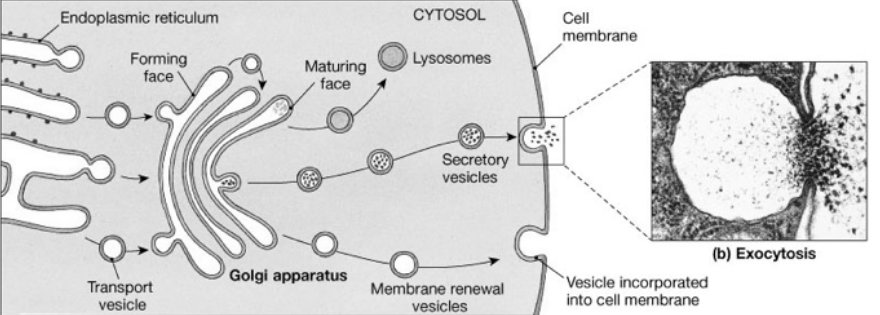 Endoplasmic reticulum
CYTOSOL
Cell
membrane
Forming
face
Maturing
face
Lysosomes
Secretory
vesicles
(b) Exocytosis
Golgi apparatus
Transport
vesicle
Membrane renewal
vesicles
Vesicle incorporated
into cell membrane